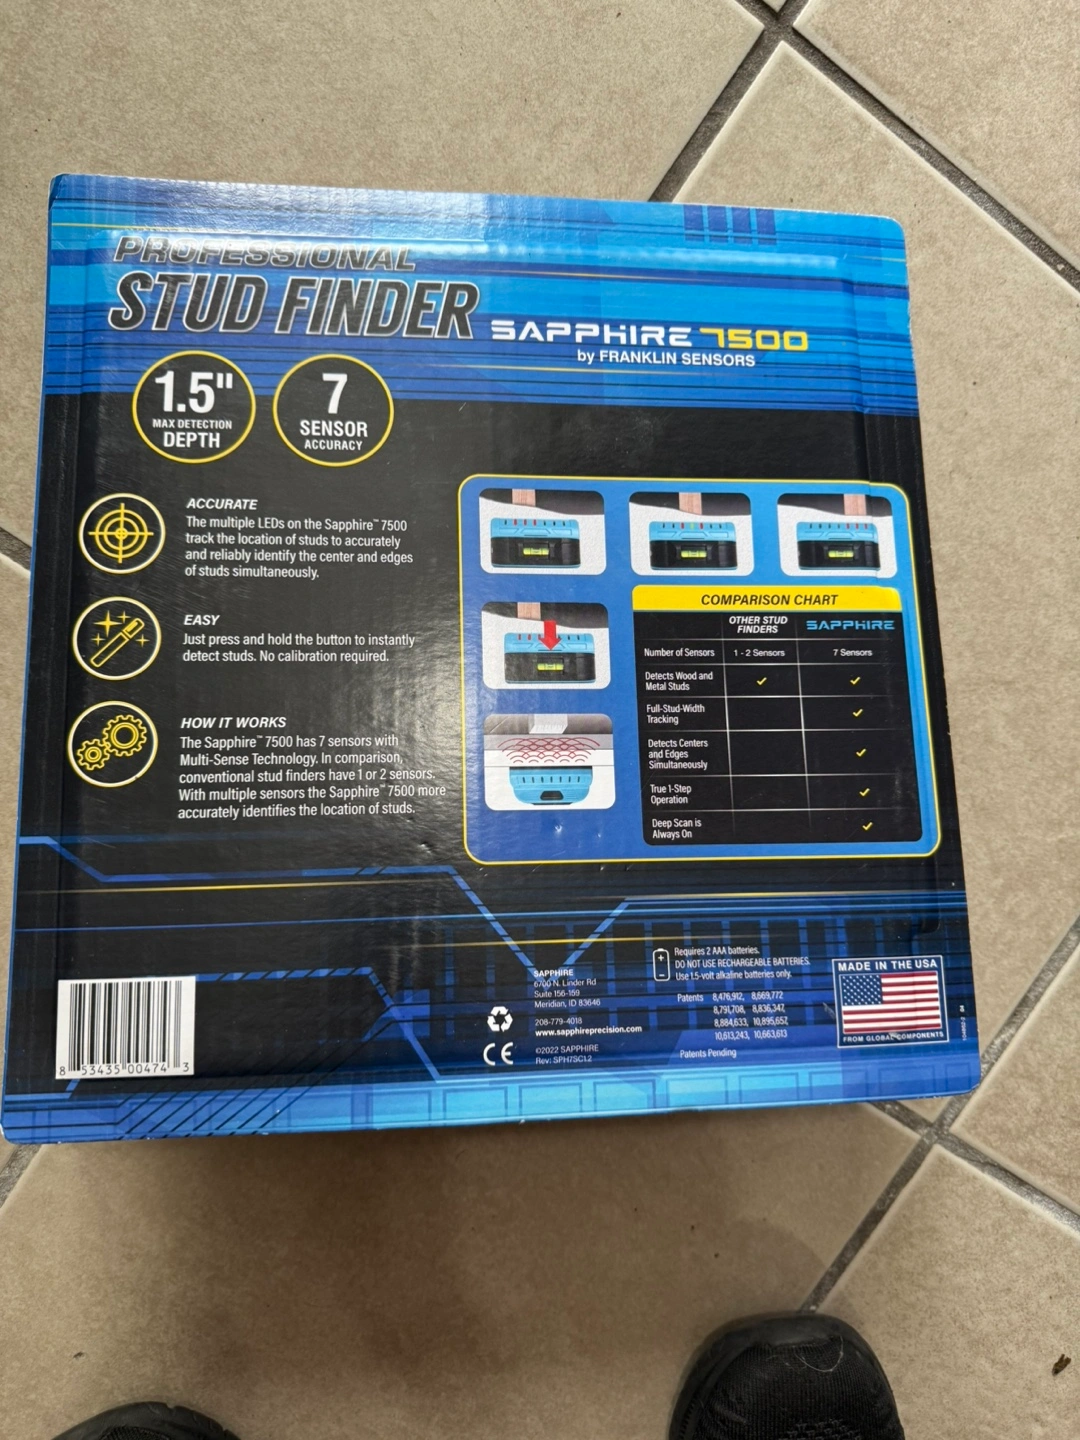 PROFESSIONAL
STUD FINDER
SAPPHIRE 7500
by FRANKLIN SENSORS
1.5"
MAX DETECTION
DEPTH
7
SENSOR
ACCURACY
ACCURATE
The multiple LEDs on the Sapphire™ 7500
track the location of studs to accurately
and reliably identify the center and edges
of studs simultaneously.
EASY
Just press and hold the button to instantly
detect studs. No calibration required.
HOW IT WORKS
The Sapphire™ 7500 has 7 sensors with
Multi-Sense Technology. In comparison,
conventional stud finders have 1 or 2 sensors.
With multiple sensors the Sapphire™ 7500 more
accurately identifies the location of studs.
COMPARISON CHART
OTHER STUD
FINDERS
SAPPHIRE
Number of Sensors 1 - 2 Sensors 7 Sensors
Detects Wood and
Metal Studs
Full-Stud-Width
Tracking
Detects Centers
and Edges
Simultaneously
True 1-Step
Operation
Deep Scan is
Always On
8 53435 00474 3
SAPPHIRE
6700 N. Linder Rd
Suite 156-159
Meridian, ID 83646
208-779-4018
www.sapphireprecision.com
©2022 SAPPHIRE
Rev: SPH7SC1.2
CE
Requires 2 AAA batteries.
DO NOT USE RECHARGEABLE BATTERIES.
Use 1.5-volt alkaline batteries only.
Patents 8,476,912, 8,669,772
8,791,708, 8,836,347,
8,884,633, 10,895,657,
10,613,243, 10,663,613
Patents Pending
MADE IN THE USA
FROM GLOBAL COMPONENTS